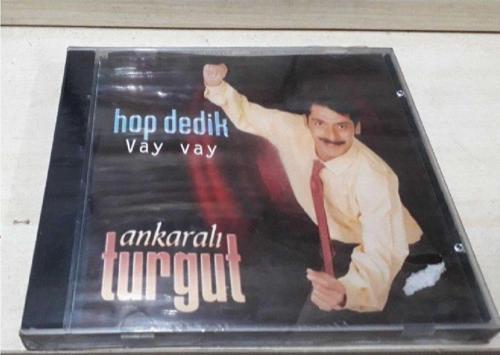 hop dedik
Vay vay
ankaralı
turgut